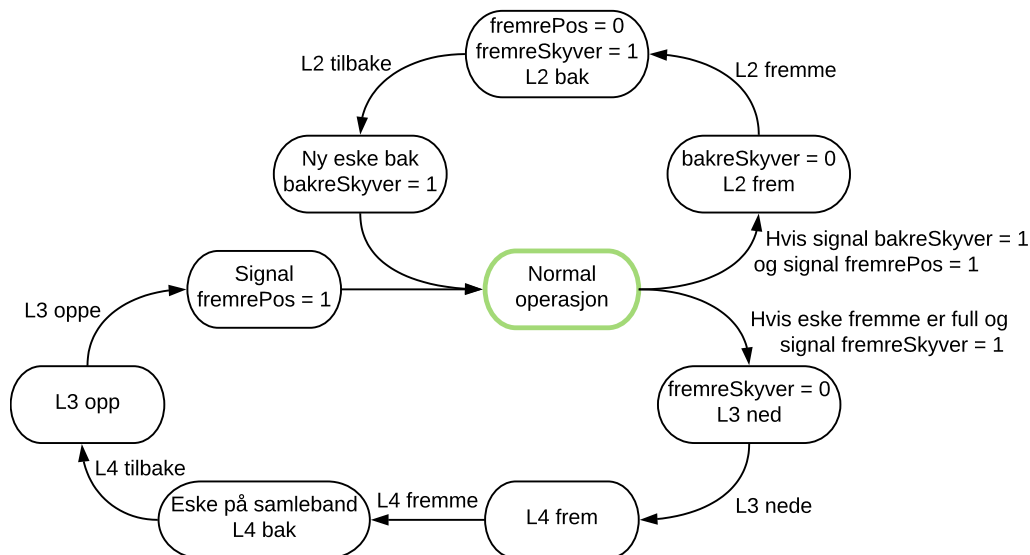 fremrePos = 0
fremreSkyver = 1
L2 bak
L2 tilbake
L2 fremme
Ny eske bak
bakreSkyver = 1
bakreSkyver = 0
L2 frem
Hvis signal bakreSkyver = 1
og signal fremrePos = 1
Signal
fremrePos = 1
Normal
operasjon
L3 oppe
Hvis eske fremme er full og
signal fremreSkyver = 1
L3 opp
fremreSkyver = 0
L3 ned
L4 tilbake
Eske på samleband
L4 bak
L4 fremme
L4 frem
L3 nede